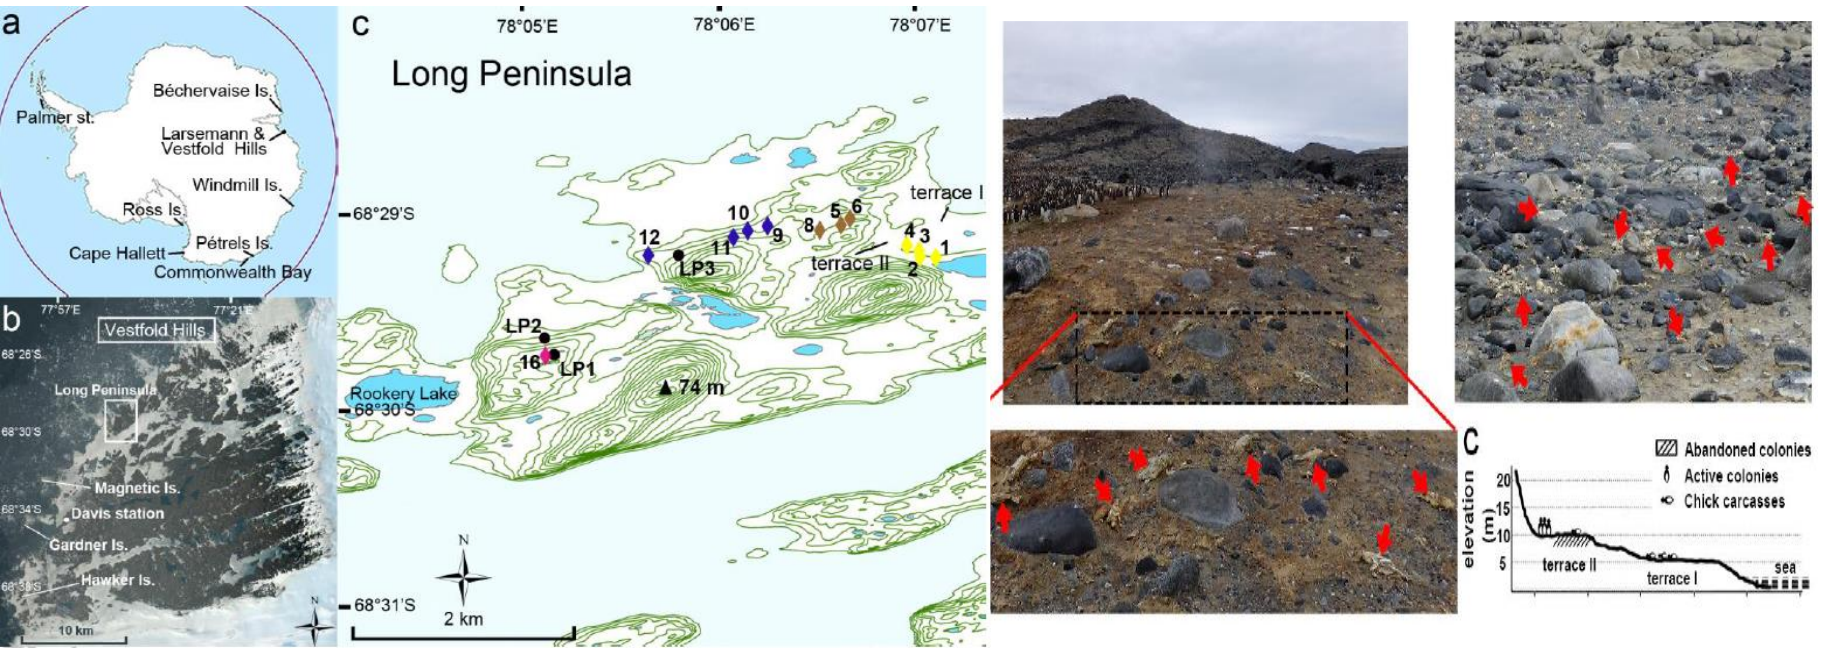 a
Béchervaise Is.
Palmer st.
Larsemann &
Vestfold Hills
Windmill Is.
Ross Is.
Cape Hallett
Pétrels Is.
Commonwealth Bay
b
77°57'E
77°21'E
Vestfold Hills
68°26'S
Long Peninsula
68°30'S
Magnetic Is.
68°34'S
Davis station
Gardner Is.
Hawker Is.
68°38'S
10 km
N
c
78°05'E
78°06'E
78°07'E
Long Peninsula
68°29'S
terrace I
10
5
6
12
11
9
8
4
3
1
LP3
terrace II
2
LP2
16
LP1
74 m
Rookery Lake
68°30'S
N
68°31'S
2 km
C
Abandoned colonies
Active colonies
Chick carcasses
elevation
(m)
20
15
10
5
terrace II
terrace I
sea